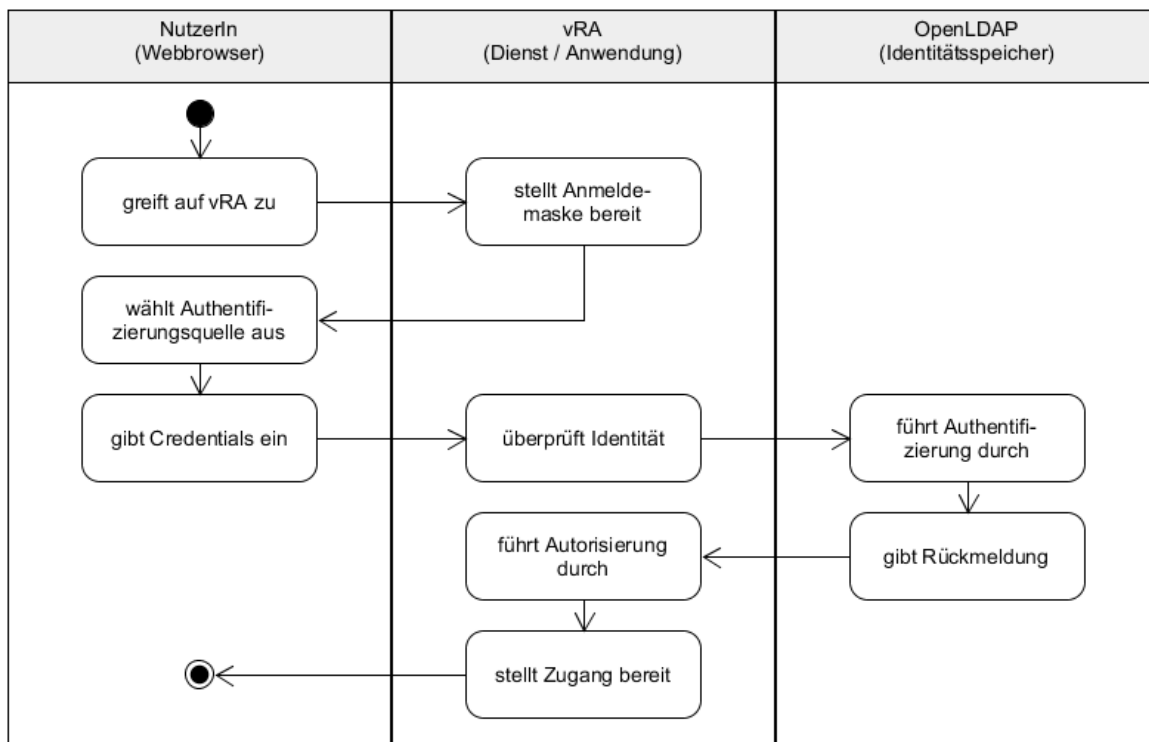 NutzerIn
(Webbrowser)
vRA
(Dienst / Anwendung)
OpenLDAP
(Identitätsspeicher)
greift auf vRA zu
stellt Anmelde-
maske bereit
wählt Authentifi-
zierungsquelle aus
gibt Credentials ein
überprüft Identität
führt Authentifi-
zierung durch
führt Autorisierung
durch
gibt Rückmeldung
stellt Zugang bereit